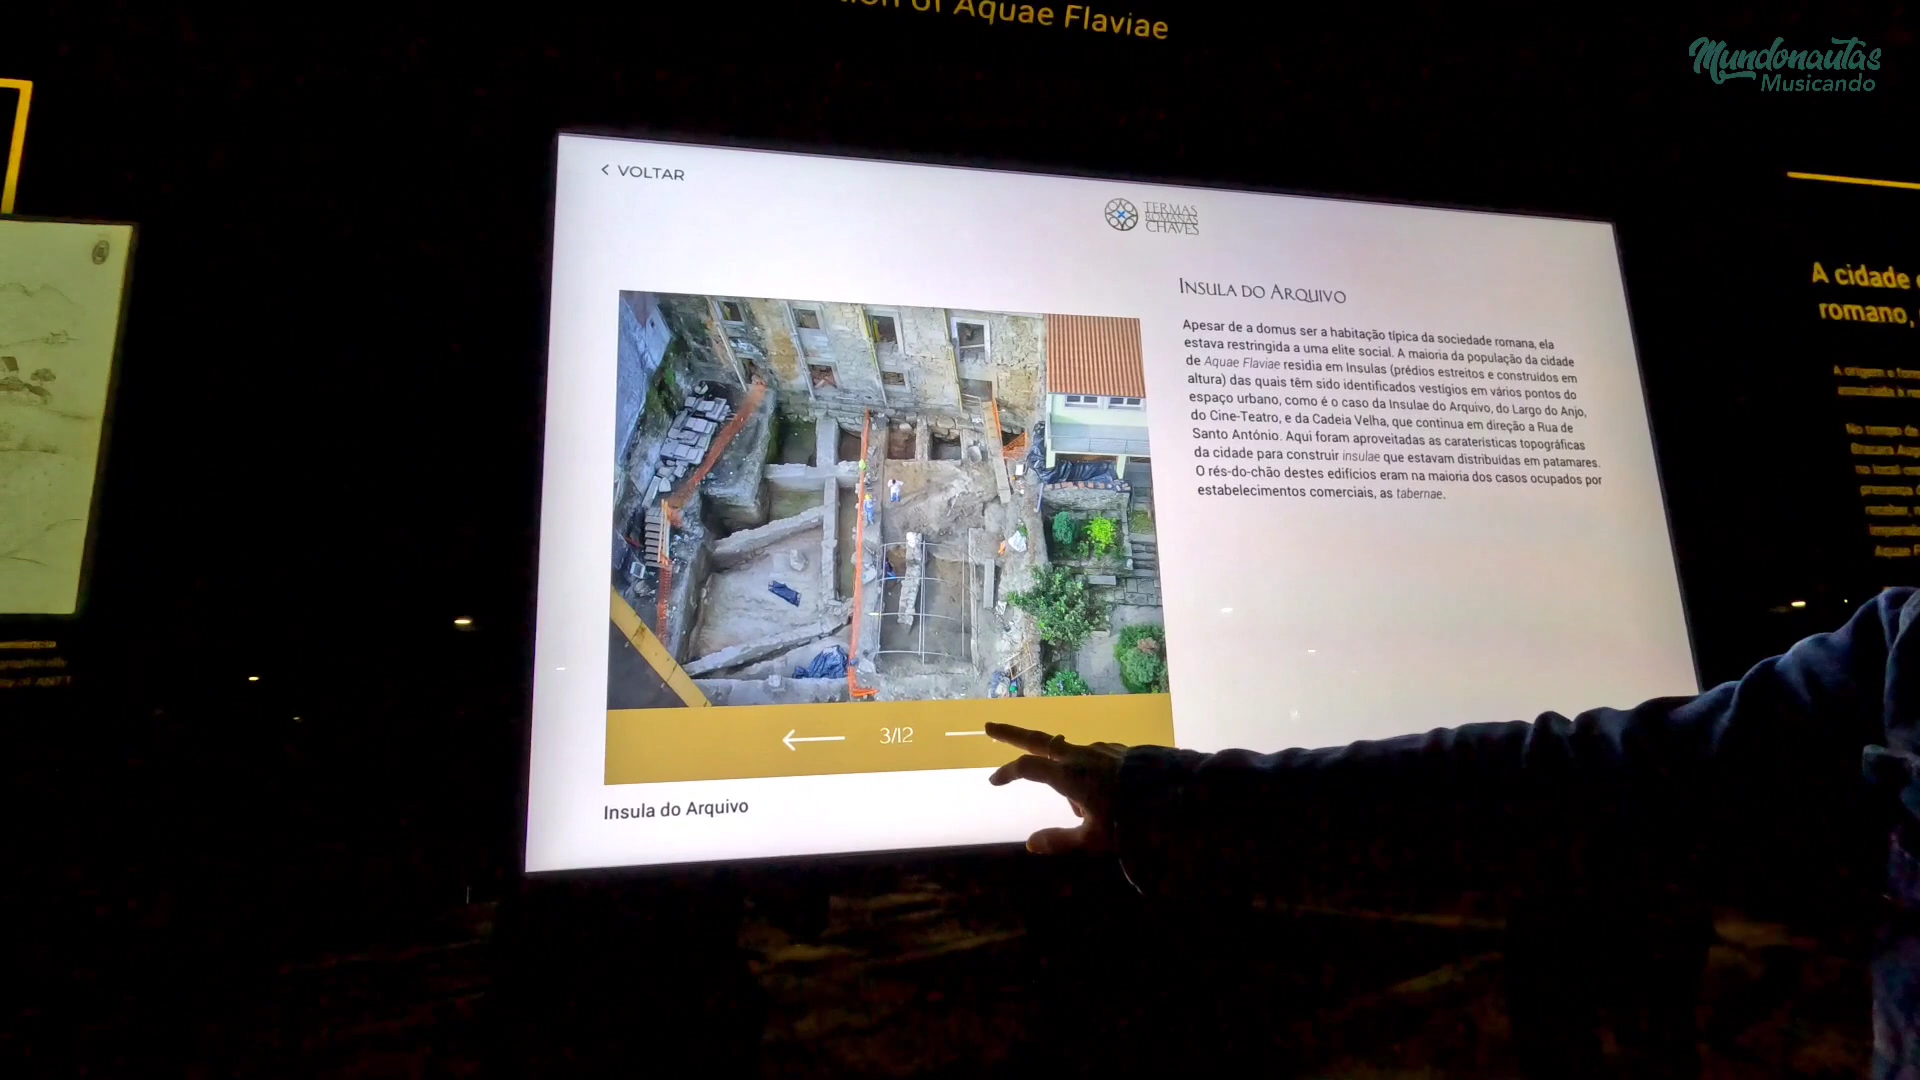 of Aquae Flaviae
Mundonautas
Musicando
< VOLTAR
TERMAS
ROMANAS
CHAVES
INSULA DO ARQUIVO
Apesar de a domus ser a habitação típica da sociedade romana, ela
estava restringida a uma elite social. A maioria da população da cidade
de Aquae Flaviae residia em Insulas (prédios estreitos e construídos em
altura) das quais têm sido identificados vestígios em vários pontos do
espaço urbano, como é o caso da Insulae do Arquivo, do Largo do Anjo,
do Cine-Teatro, e da Cadeia Velha, que continua em direção a Rua de
Santo António. Aqui foram aproveitadas as caraterísticas topográficas
da cidade para construir insulae que estavam distribuídas em patamares.
O rés-do-chão destes edifícios eram na maioria dos casos ocupados por
estabelecimentos comerciais, as tabernae.
3/12
Insula do Arquivo
A cidade
romano,
A origem e
No tempo de